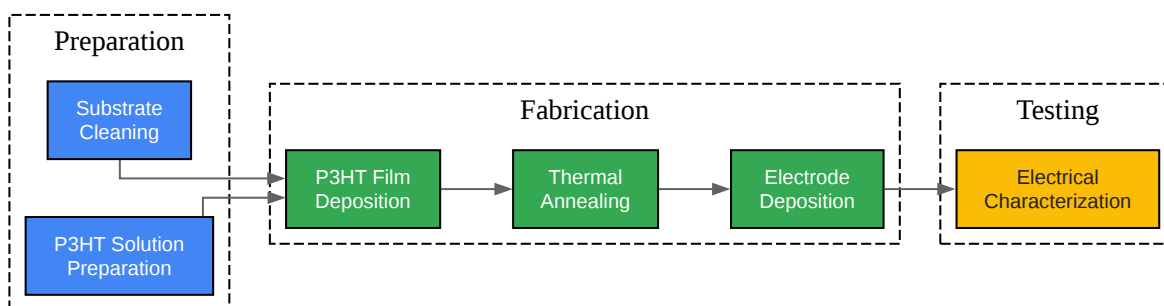 Preparation
Substrate
Cleaning
P3HT Solution
Preparation
Fabrication
P3HT Film
Deposition
Thermal
Annealing
Electrode
Deposition
Testing
Electrical
Characterization